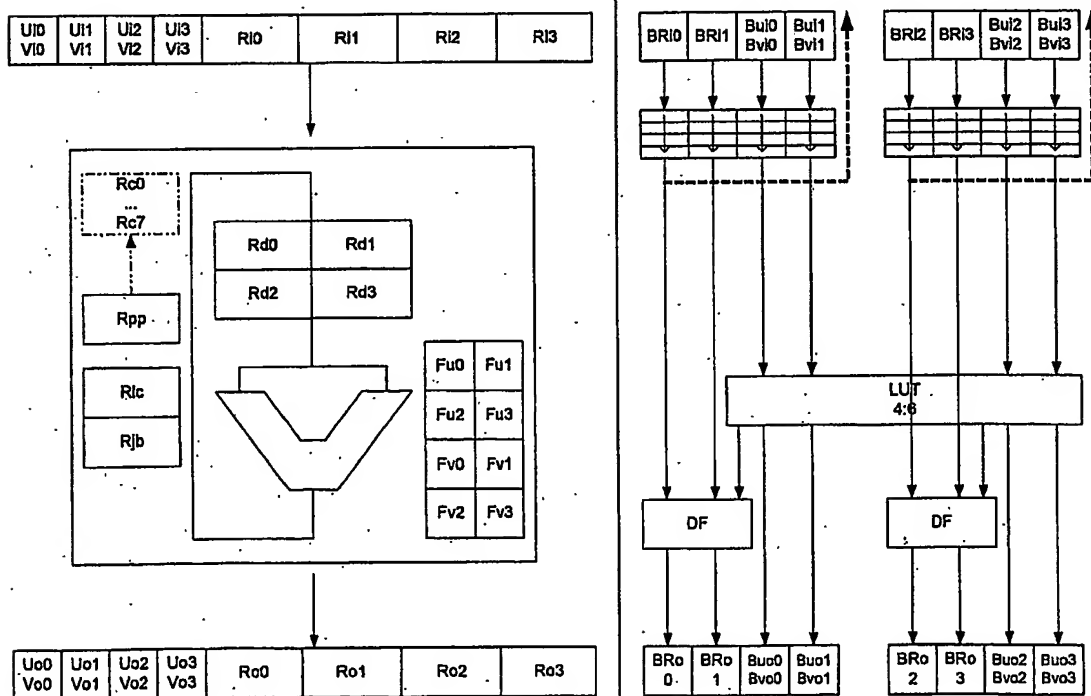 Ui0 Ui1 Ui2 Ui3
Vi0 Vi1 Vi2 Vi3
Ri0 Ri1 Ri2 Ri3
Rc0
...
Rc7
Rpp
Rlc
Rjb
Rd0 Rd1
Rd2 Rd3
Fu0 Fu1
Fu2 Fu3
Fv0 Fv1
Fv2 Fv3
Uo0 Uo1 Uo2 Uo3
Vo0 Vo1 Vo2 Vo3
Ro0 Ro1 Ro2 Ro3
BRi0 BRi1
Bui0 Bui1
Bvi0 Bvi1
BRi2 BRi3
Bui2 Bui3
Bvi2 Bvi3
LUT
4:6
DF
DF
BRo BRo
0 1
Buo0 Buo1
Bvo0 Bvo1
BRo BRo
2 3
Buo2 Buo3
Bvo2 Bvo3